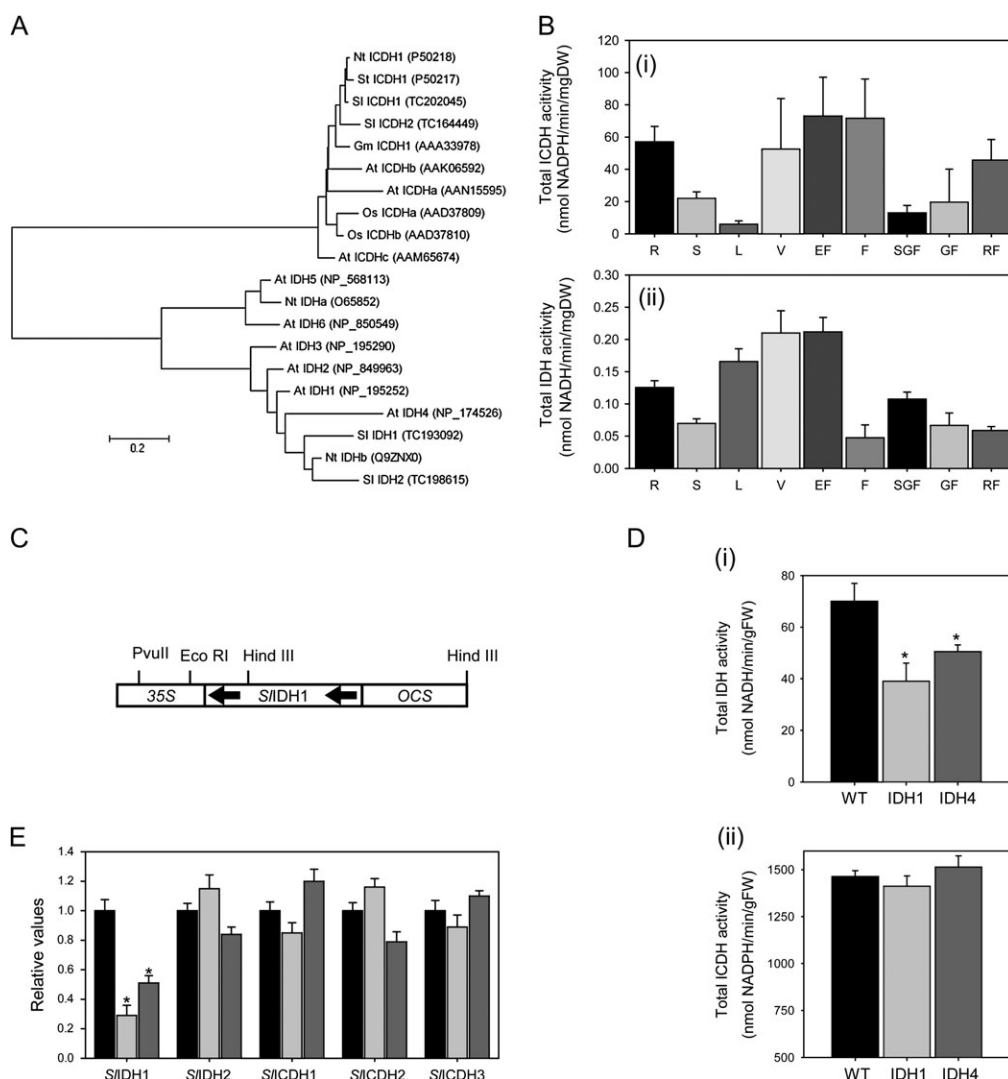 A
Nt ICDH1 (P50218)
St ICDH1 (P50217)
Sl ICDH1 (TC202045)
Sl ICDH2 (TC164449)
Gm ICDH1 (AAA33978)
At ICDHb (AAK06592)
At ICDHa (AAN15595)
Os ICDHa (AAD37809)
Os ICDHb (AAD37810)
At ICDHc (AAM65674)
At IDH5 (NP_568113)
Nt IDHa (O65852)
At IDH6 (NP_850549)
At IDH3 (NP_195290)
At IDH2 (NP_849963)
At IDH1 (NP_195252)
At IDH4 (NP_174526)
Sl IDH1 (TC193092)
Nt IDHb (Q9ZNX0)
Sl IDH2 (TC198615)
0.2
B
(i)
Total ICDH acitivity
(nmol NADPH/min/mgDW)
120
100
80
60
40
20
0
R S L V EF F SGF GF RF
(ii)
Total IDH acitivity
(nmol NADH/min/mgDW)
0.30
0.25
0.20
0.15
0.10
0.05
0.00
R S L V EF F SGF GF RF
C
PvuII Eco RI Hind III Hind III
35S SlIDH1 OCS
D
(i)
Total IDH activity
(nmol NADH/min/gFW)
80
60
40
20
0
* *
WT IDH1 IDH4
(ii)
Total ICDH activity
(nmol NADPH/min/gFW)
1500
1250
1000
750
500
WT IDH1 IDH4
E
Relative values
1.4
1.2
1.0
0.8
0.6
0.4
0.2
0.0
* *
SlIDH1 SlIDH2 SlICDH1 SlICDH2 SlICDH3